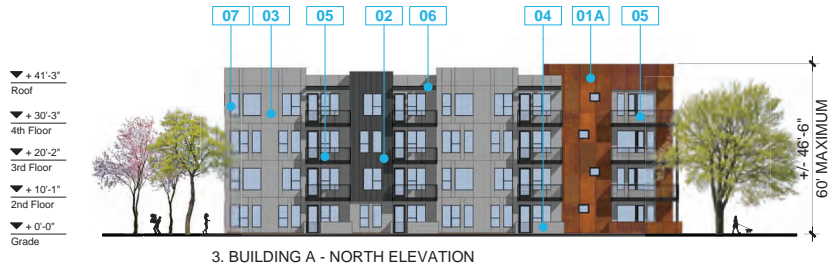 07 03 05 02 06 04 01A 05
+ 41'-3"
Roof
+ 30'-3"
4th Floor
+ 20'-2"
3rd Floor
+ 10'-1"
2nd Floor
+ 0'-0"
Grade
+/- 46'-6"
60' MAXIMUM
3. BUILDING A - NORTH ELEVATION